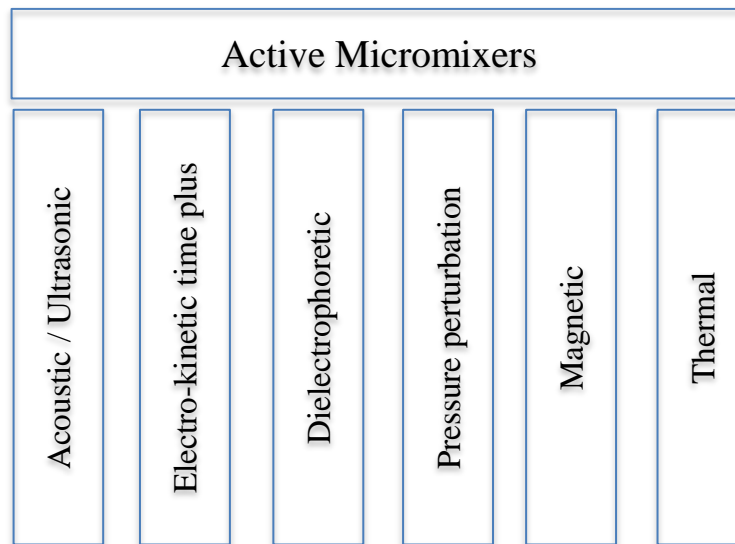 Active Micromixers
Acoustic / Ultrasonic
Electro-kinetic time plus
Dielectrophoretic
Pressure perturbation
Magnetic
Thermal